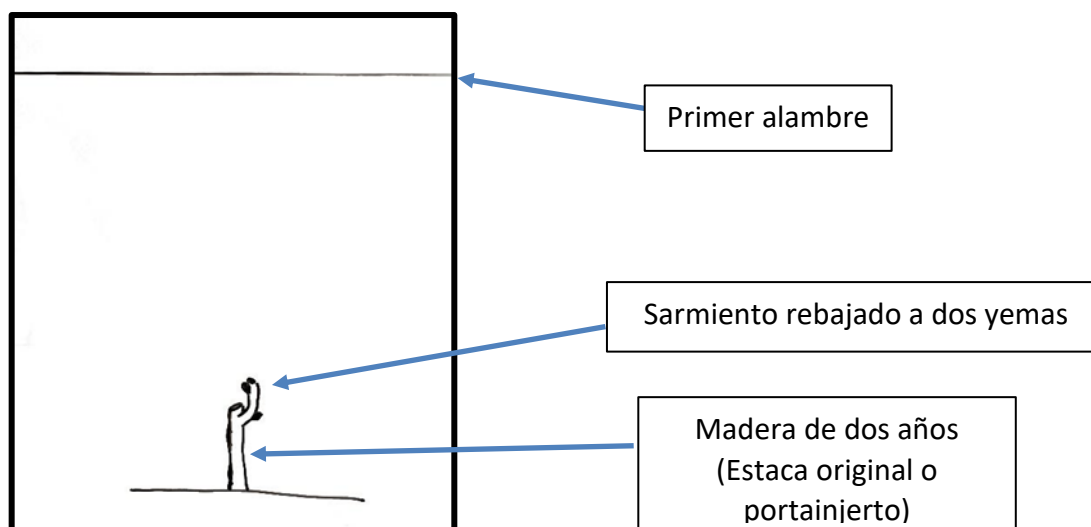 Primer alambre
Sarmiento rebajado a dos yemas
Madera de dos años
(Estaca original o
portainjerto)